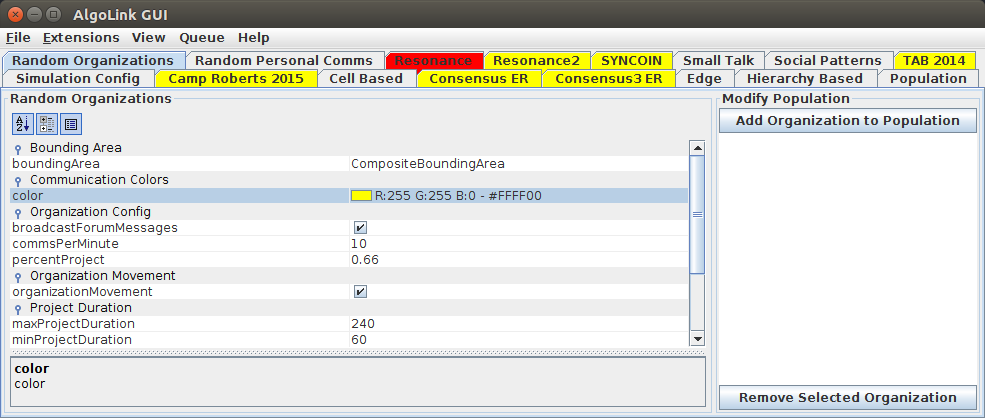 AlgoLink GUI
File Extensions View Queue Help
Random Organizations Random Personal Comms Resonance Resonance2 SYNCOIN Small Talk Social Patterns TAB 2014
Simulation Config Camp Roberts 2015 Cell Based Consensus ER Consensus3 ER Edge Hierarchy Based Population
Random Organizations
Modify Population
Add Organization to Population
A Z
Bounding Area
boundingArea CompositeBoundingArea
Communication Colors
color R:255 G:255 B:0 - #FFFF00
Organization Config
broadcastForumMessages
commsPerMinute 10
percentProject 0.66
Organization Movement
organizationMovement
Project Duration
maxProjectDuration 240
minProjectDuration 60
color
color
Remove Selected Organization